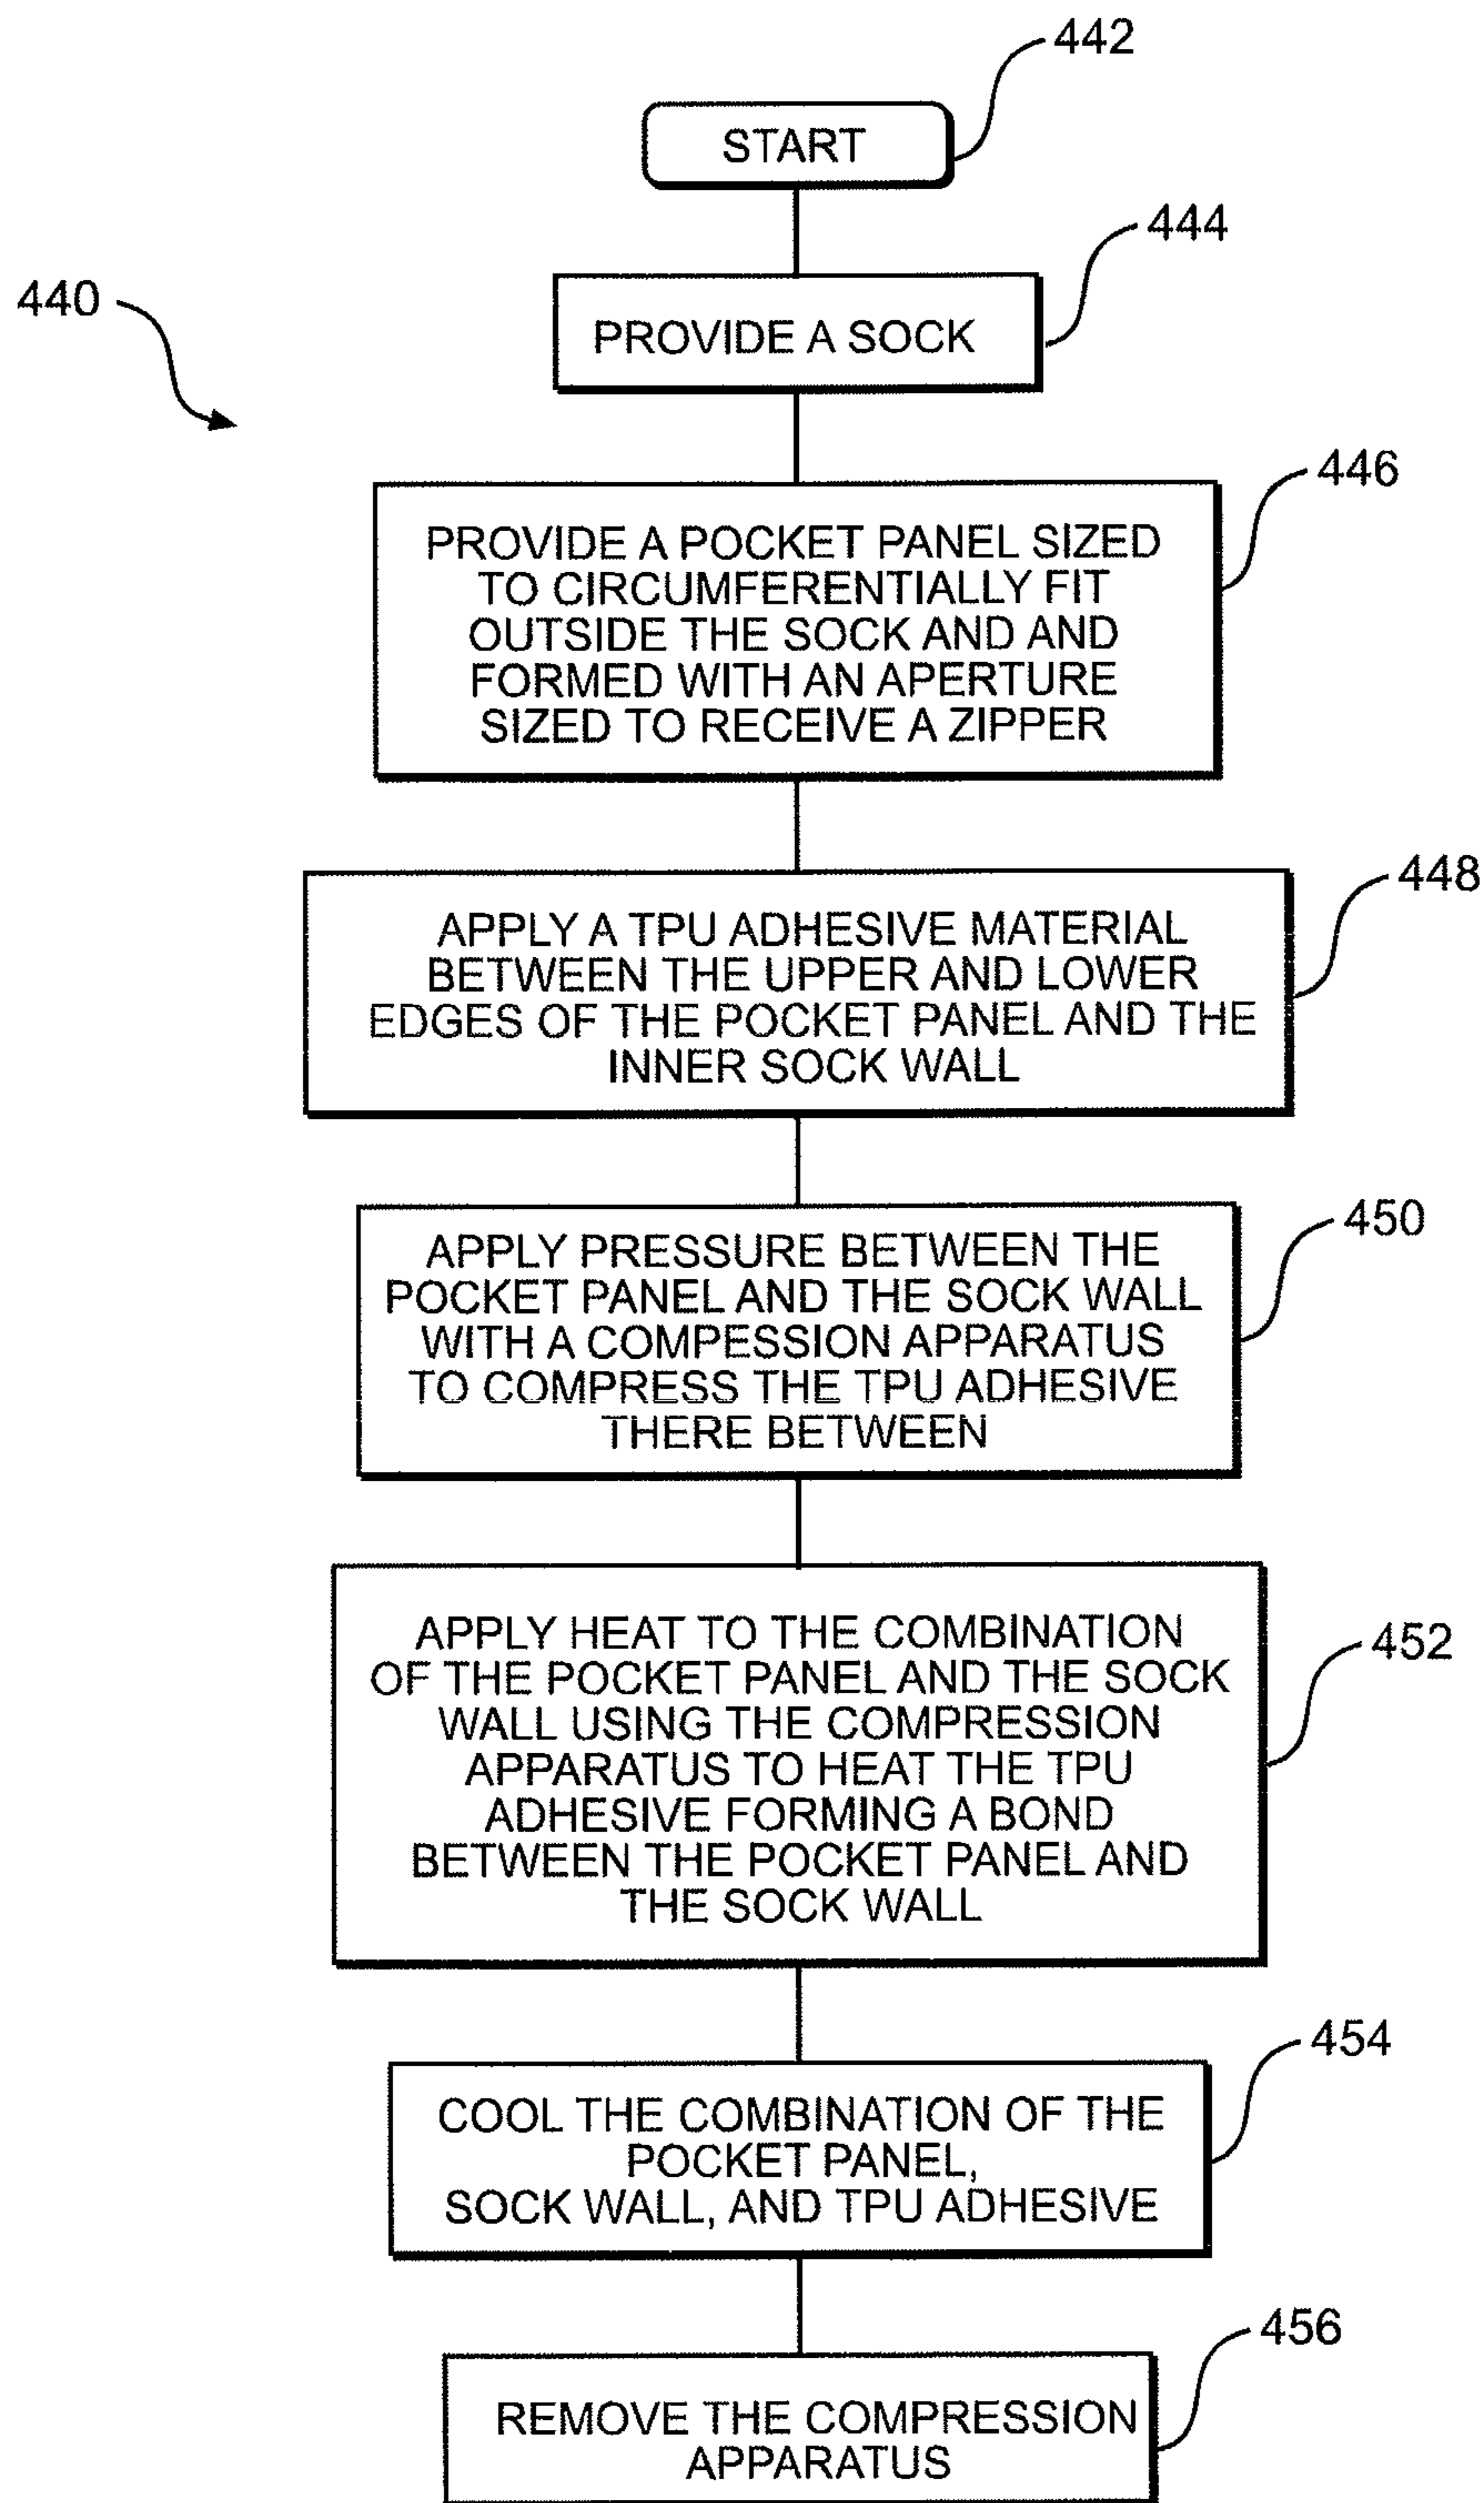 442
START
444
440
PROVIDE A SOCK
446
PROVIDE A POCKET PANEL SIZED
TO CIRCUMFERENTIALLY FIT
OUTSIDE THE SOCK AND AND
FORMED WITH AN APERTURE
SIZED TO RECEIVE A ZIPPER
448
APPLY A TPU ADHESIVE MATERIAL
BETWEEN THE UPPER AND LOWER
EDGES OF THE POCKET PANEL AND THE
INNER SOCK WALL
450
APPLY PRESSURE BETWEEN THE
POCKET PANEL AND THE SOCK WALL
WITH A COMPESSION APPARATUS
TO COMPRESS THE TPU ADHESIVE
THERE BETWEEN
452
APPLY HEAT TO THE COMBINATION
OF THE POCKET PANEL AND THE SOCK
WALL USING THE COMPRESSION
APPARATUS TO HEAT THE TPU
ADHESIVE FORMING A BOND
BETWEEN THE POCKET PANEL AND
THE SOCK WALL
454
COOL THE COMBINATION OF THE
POCKET PANEL,
SOCK WALL, AND TPU ADHESIVE
456
REMOVE THE COMPRESSION
APPARATUS